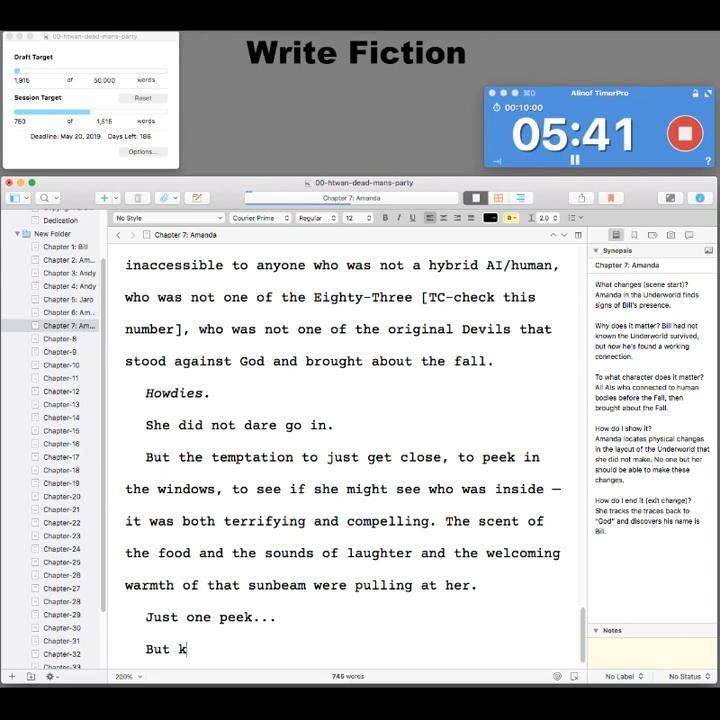 00-htwan-dead-mans-party
Write Fiction
Draft Target
1,915 of 50,000 words
Session Target
Reset
750 of 1,515 words
Deadline: May 20, 2019 Days Left: 186
Options...
⌘0 Alinof TimerPro
00:10:00
05:41
?
00-htwan-dead-mans-party
Chapter 7: Amanda
No Style Courier Prime Regular 12 B I U a 2.0
Chapter 7: Amanda
Dedication
New Folder
Chapter 1: Bill
Chapter 2: Am...
Chapter 3: Andy
Chapter 4: Andy
Chapter 5: Jaro
Chapter 6: Am...
Chapter 7: Am...
Chapter-8
Chapter-9
Chapter-10
Chapter-11
Chapter-12
Chapter-13
Chapter-14
Chapter-15
Chapter-16
Chapter-17
Chapter-18
Chapter-19
Chapter-20
Chapter-21
Chapter-22
Chapter-23
Chapter-24
Chapter-25
Chapter-26
Chapter-27
Chapter-28
Chapter-29
Chapter-30
Chapter-31
Chapter-32
Chapter-33
inaccessible to anyone who was not a hybrid AI/human,
who was not one of the Eighty-Three [TC-check this
number], who was not one of the original Devils that
stood against God and brought about the fall.
Howdies.
She did not dare go in.
But the temptation to just get close, to peek in
the windows, to see if she might see who was inside —
it was both terrifying and compelling. The scent of
the food and the sounds of laughter and the welcoming
warmth of that sunbeam were pulling at her.
Just one peek...
But k
200%
746 words
Synopsis
Chapter 7: Amanda
What changes (scene start)?
Amanda in the Underworld finds
signs of Bill's presence.
Why does it matter? Bill had not
known the Underworld survived,
but now he's found a working
connection.
To what character does it matter?
All AIs who connected to human
bodies before the Fall, then
brought about the Fall.
How do I show it?
Amanda locates physical changes
in the layout of the Underworld that
she did not make. No one but her
should be able to make these
changes.
How do I end it (exit change)?
She tracks the traces back to
"God" and discovers his name is
Bill.
Notes
No Label No Status